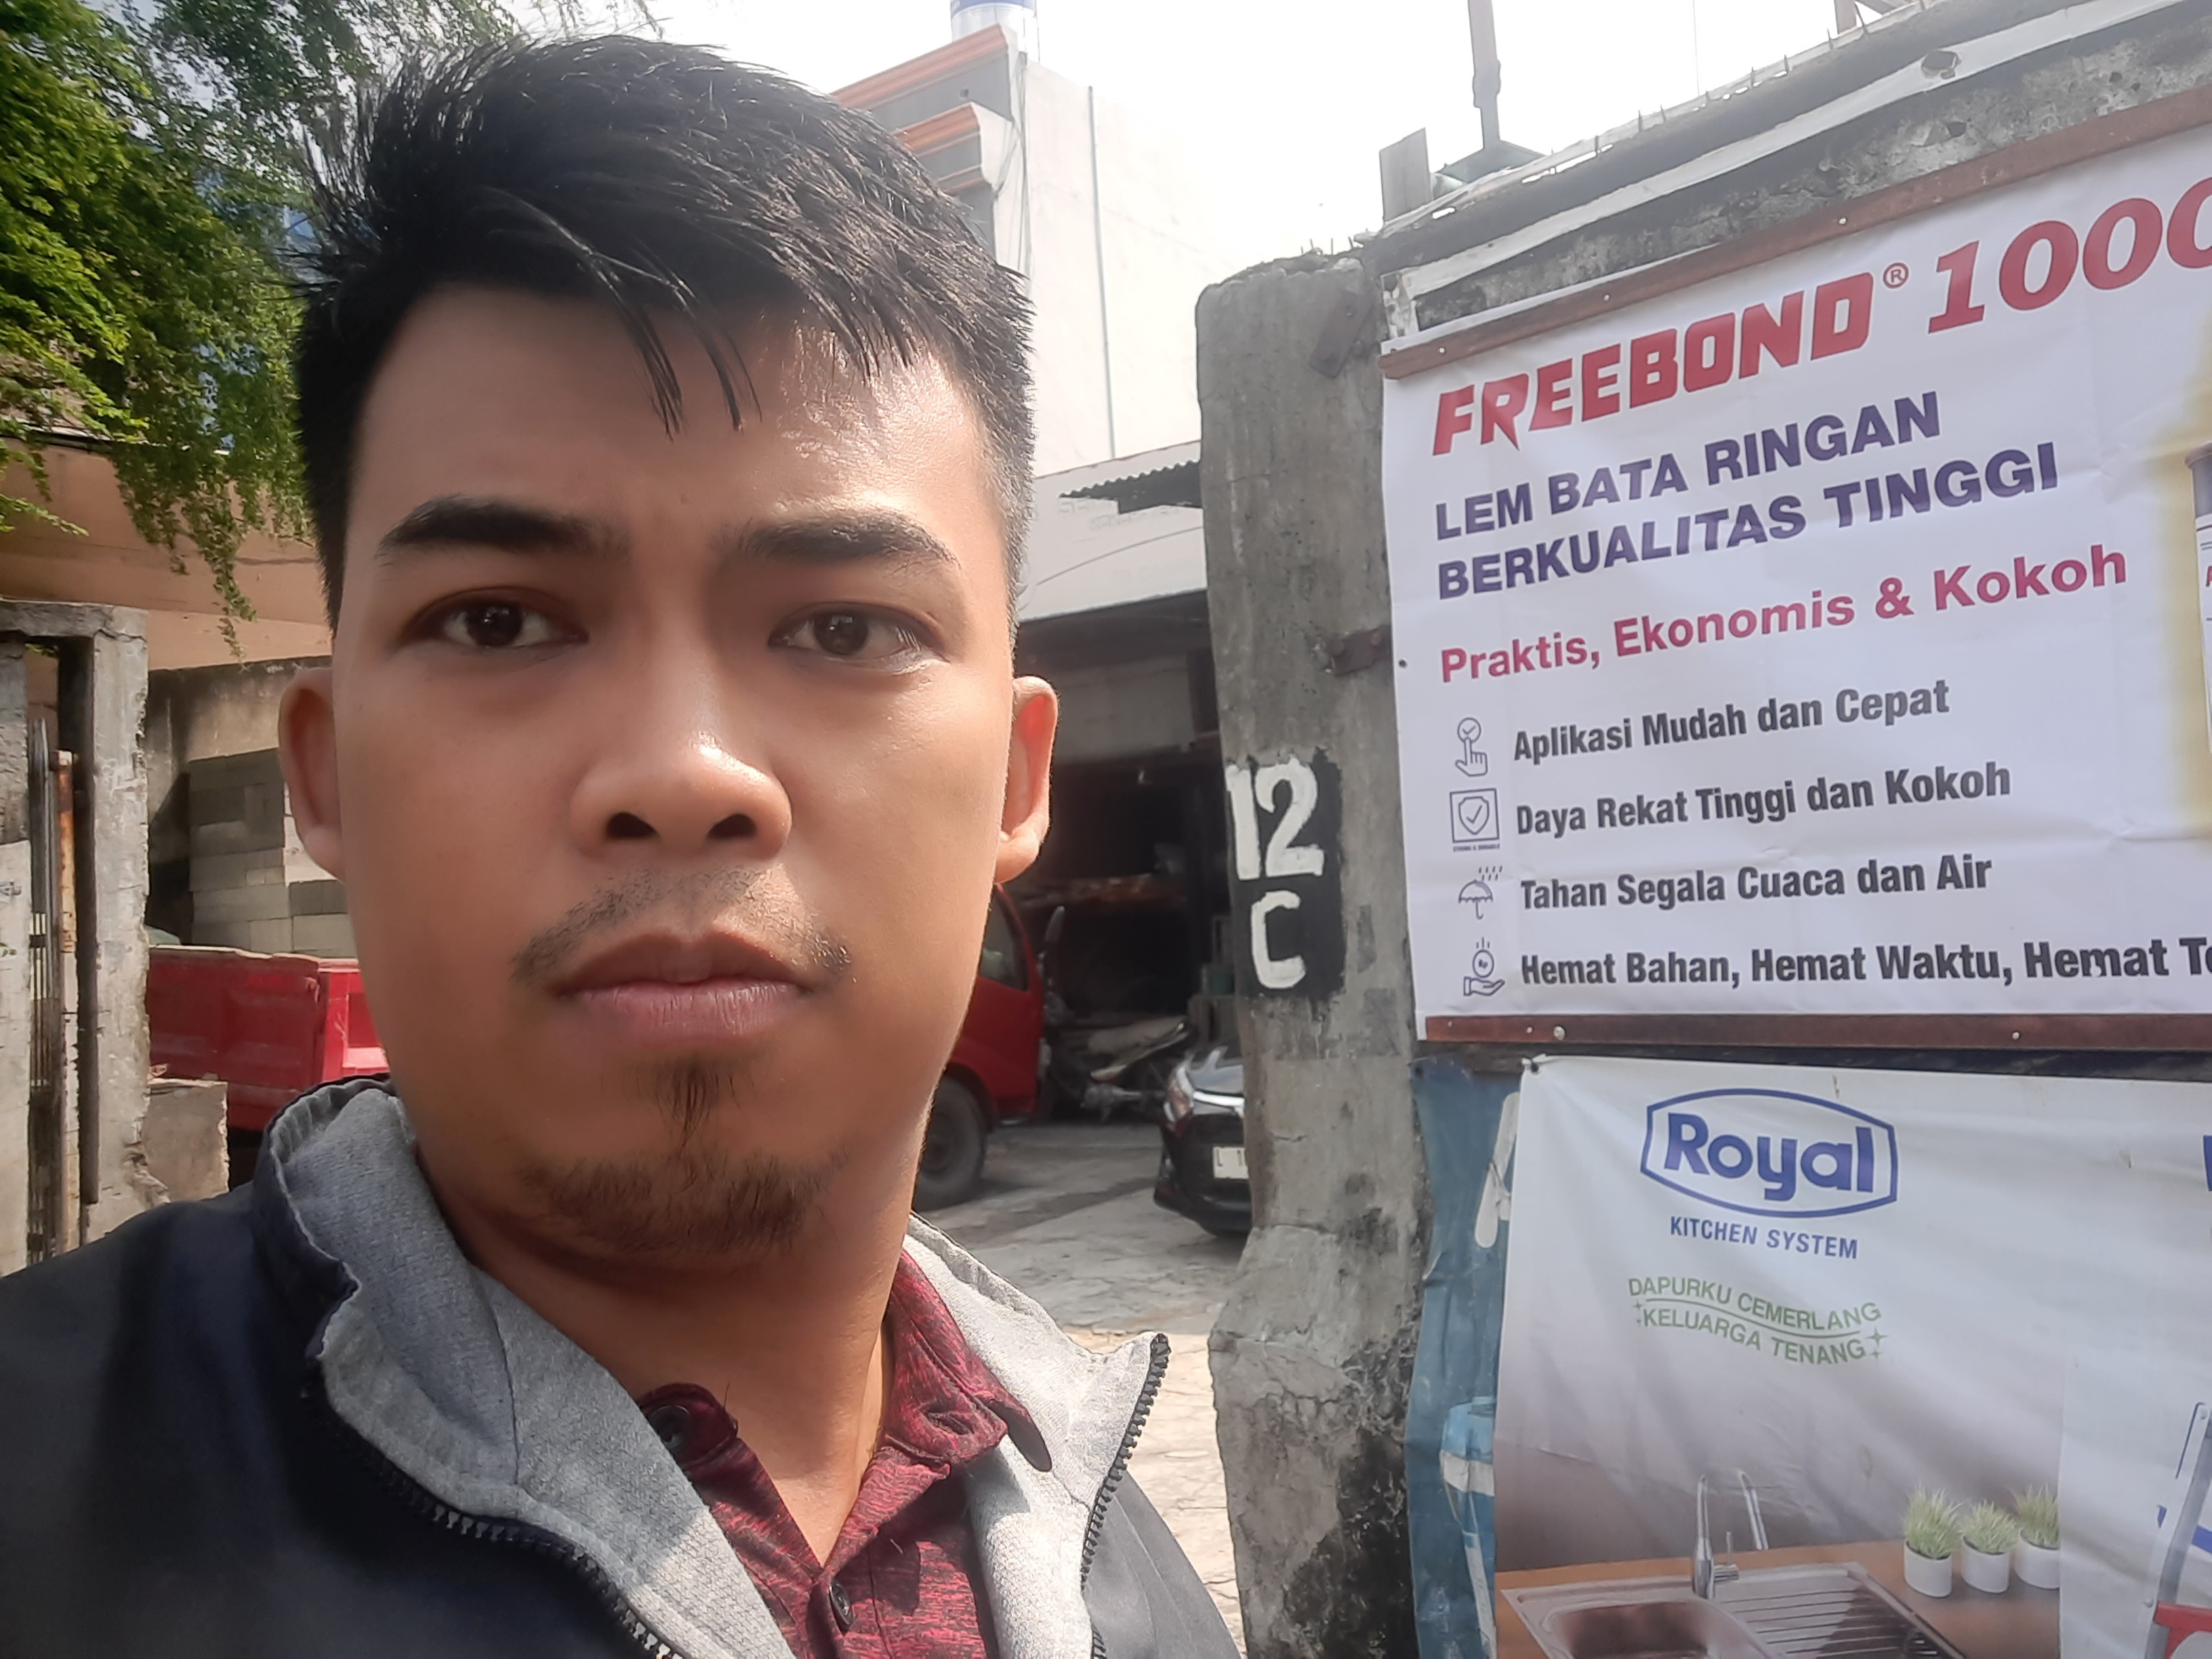 FREEBOND® 1000
LEM BATA RINGAN
BERKUALITAS TINGGI
Praktis, Ekonomis & Kokoh
Aplikasi Mudah dan Cepat
Daya Rekat Tinggi dan Kokoh
Tahan Segala Cuaca dan Air
Hemat Bahan, Hemat Waktu, Hemat
12
C
Royal
KITCHEN SYSTEM
DAPURKU CEMERLANG
KELUARGA TENANG